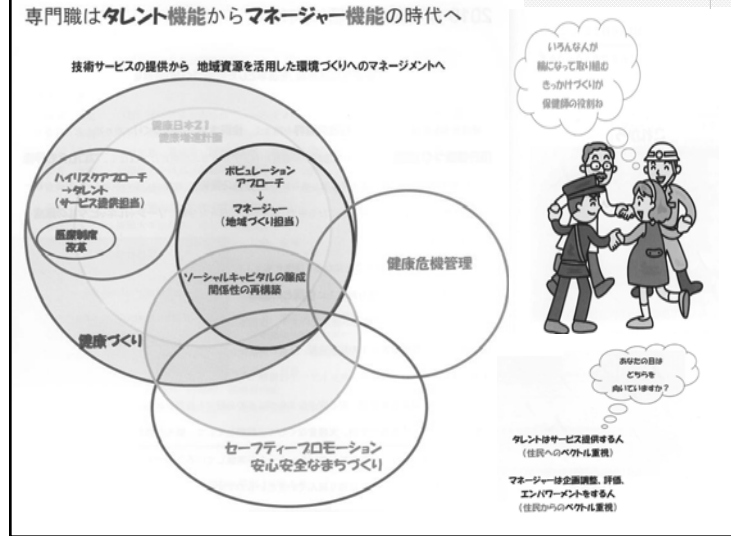 専門職はタレント機能からマネージャー機能の時代へ
技術サービスの提供から 地域資源を活用した環境づくりへのマネージメントへ
いろんな人が
輪になって取り組む
きっかけづくりが
保健師の役割ね
健康日本21
健康増進計画
ハイリスクアプローチ
→タレント
(サービス提供担当)
医療制度
改革
ポピュレーション
アプローチ
↓
マネージャー
(地域づくり担当)
ソーシャルキャピタルの醸成
関係性の再構築
健康危機管理
健康づくり
セーフティープロモーション
安心安全なまちづくり
あなたの目は
どちらを
向いていますか?
タレントはサービス提供する人
(住民へのベクトル重視)
マネージャーは企画調整、評価、
エンパワーメントをする人
(住民からのベクトル重視)